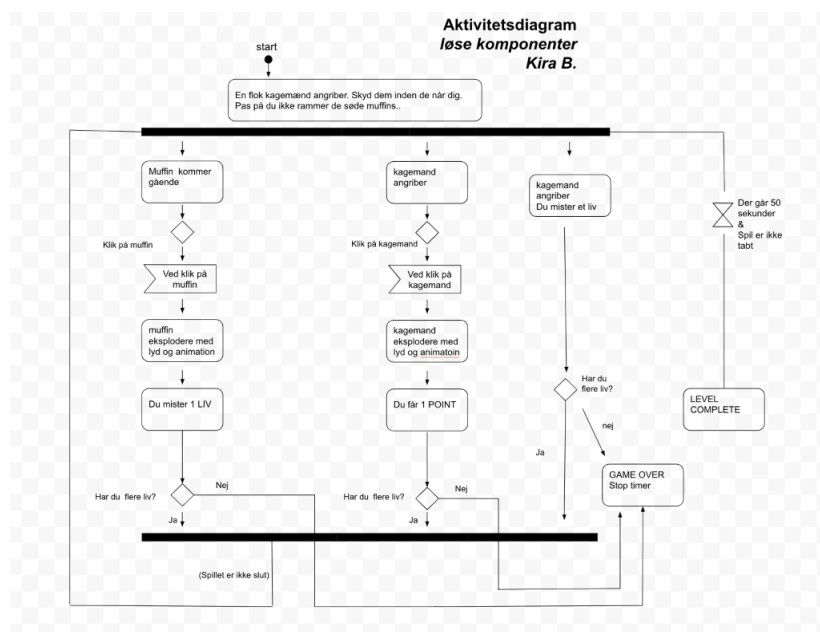 Aktivitetsdiagram
løse komponenter
Kira B.
start
En flok kagemænd angriber. Skyd dem inden de når dig.
Pas på du ikke rammer de søde muffins..
Muffin kommer
gående
Klik på muffin
Ved klik på
muffin
muffin
eksplodere med
lyd og animation
Du mister 1 LIV
Har du flere liv?
Nej
Ja
kagemand
angriber
Klik på kagemand
Ved klik på
kagemand
kagemand
eksplodere med
lyd og animatoin
Du får 1 POINT
Har du flere liv?
Nej
Ja
kagemand
angriber
Du mister et liv
Har du
flere liv?
nej
Ja
GAME OVER
Stop timer
Der går 50
sekunder
&
Spil er ikke
tabt
LEVEL
COMPLETE
(Spillet er ikke slut)